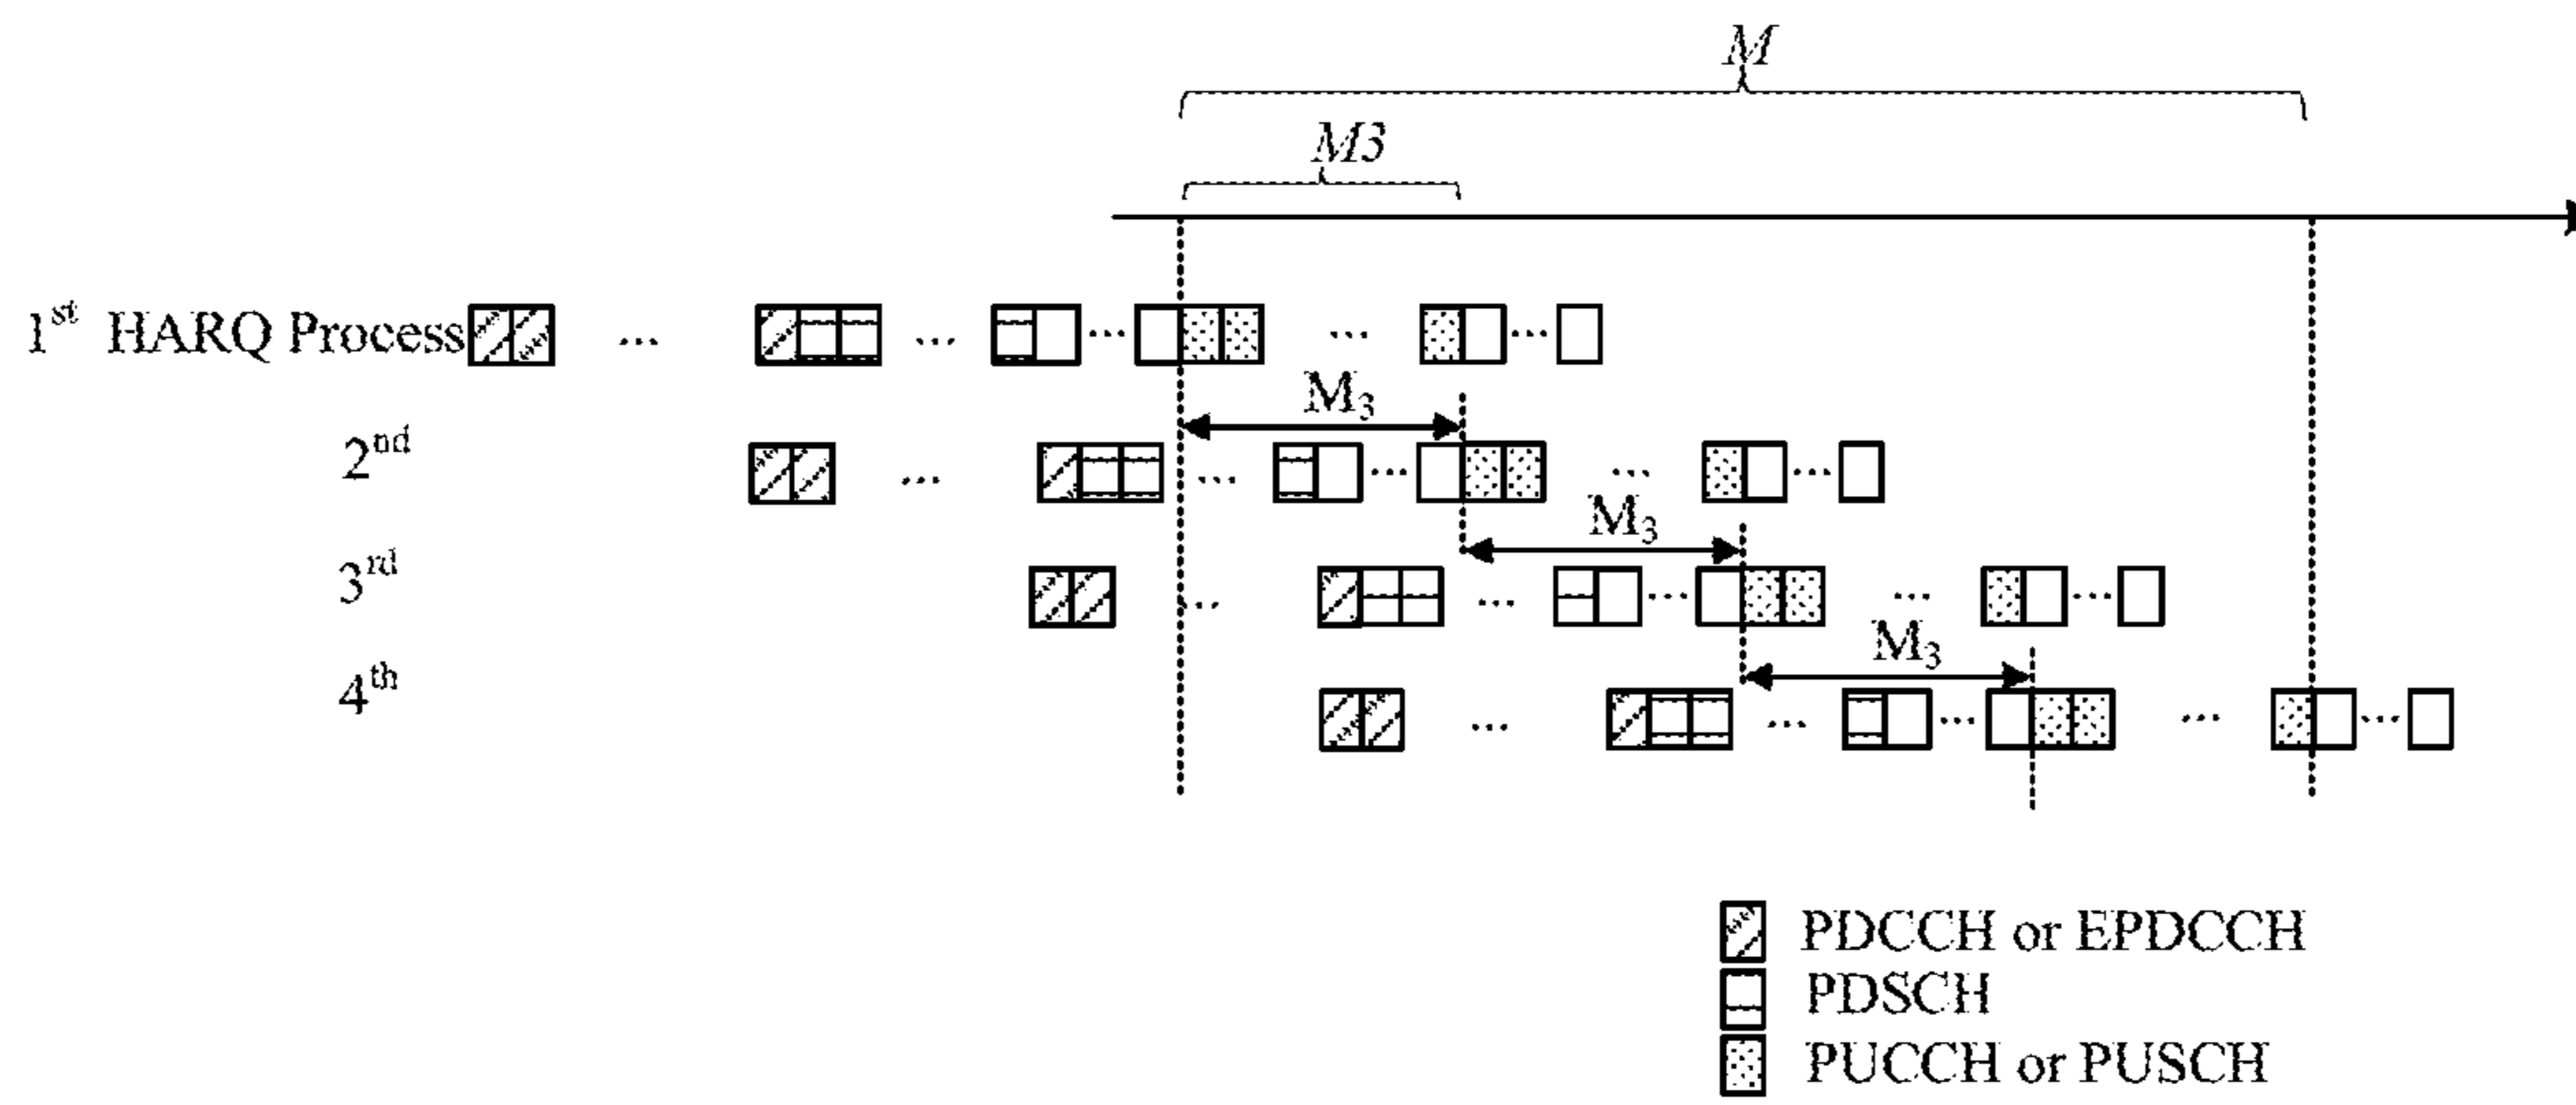 M
M3
1st HARQ Process ... ... ... ... ...
M3
2nd ... ... ... ... ...
M3
3rd ... ... ... ... ...
M3
4th ... ... ... ... ...
PDCCH or EPDCCH
PDSCH
PUCCH or PUSCH